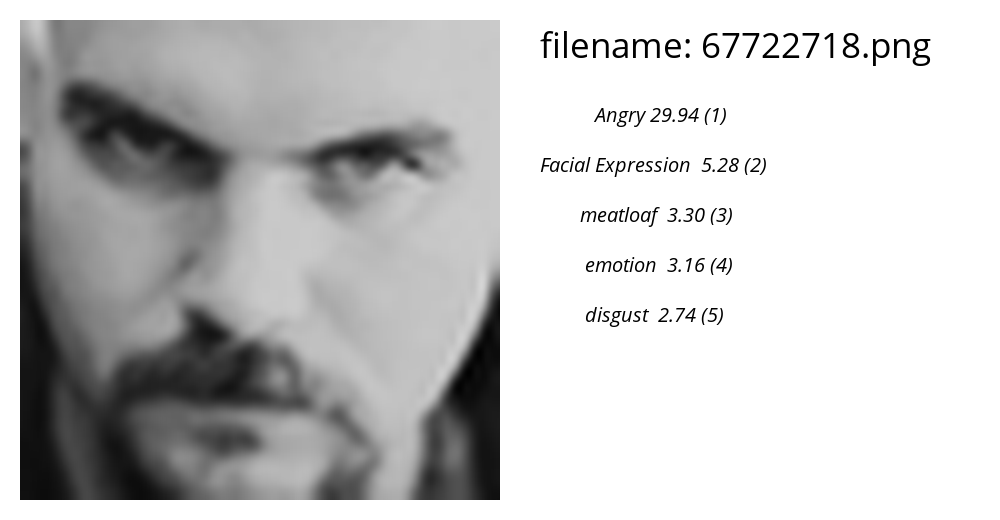 filename: 67722718.png
Angry 29.94 (1)
Facial Expression 5.28 (2)
meatloaf 3.30 (3)
emotion 3.16 (4)
disgust 2.74 (5)